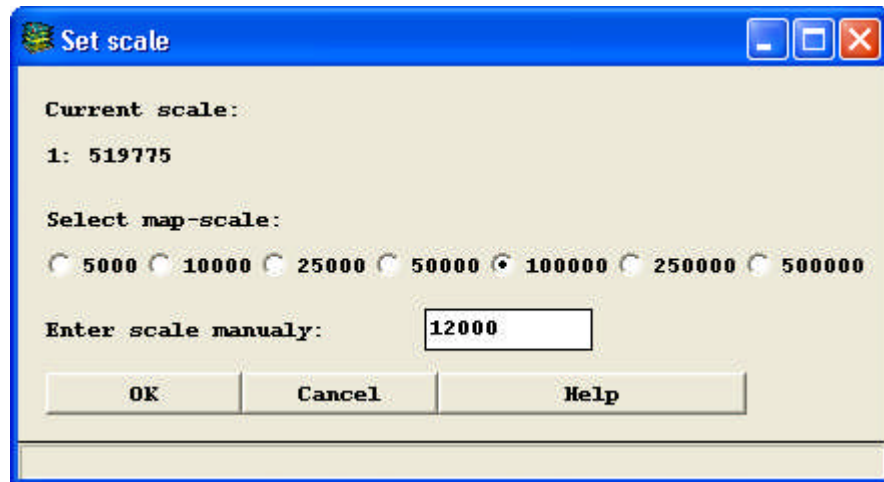 Set scale
Current scale:
1: 519775
Select map-scale:
5000 10000 25000 50000 100000 250000 500000
Enter scale manualy: 12000
OK Cancel Help